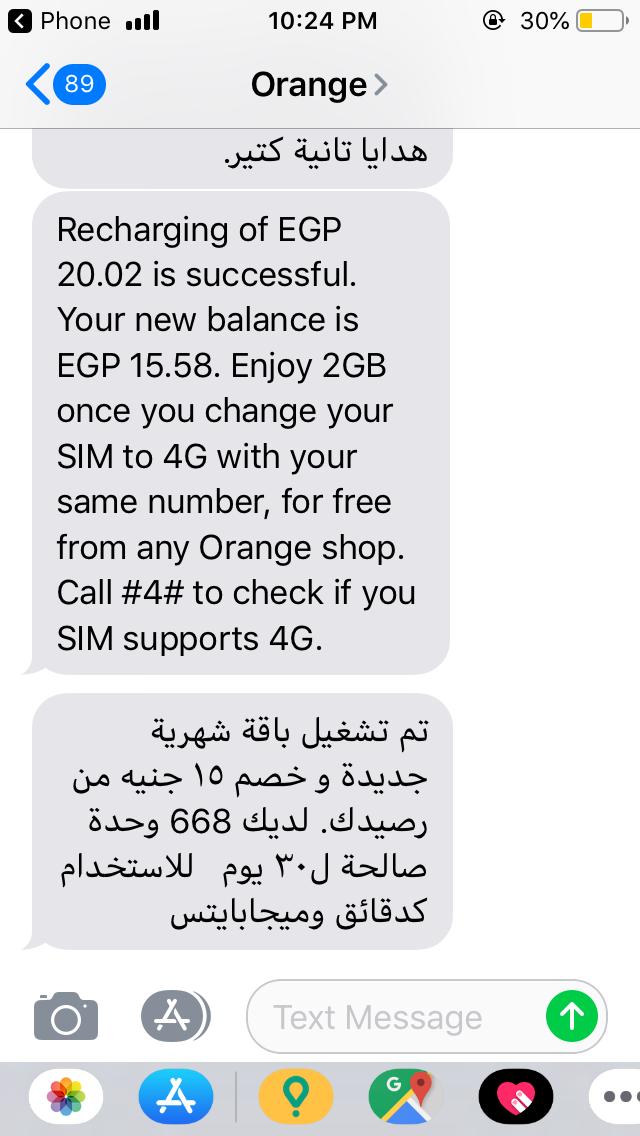 Phone 10:24 PM 30%
89 Orange
هدايا تانية كتير.
Recharging of EGP
20.02 is successful.
Your new balance is
EGP 15.58. Enjoy 2GB
once you change your
SIM to 4G with your
same number, for free
from any Orange shop.
Call #4# to check if you
SIM supports 4G.
تم تشغيل باقة شهرية
جديدة و خصم ١٥ جنيه من
رصيدك. لديك 668 وحدة
صالحة ل٣٠ يوم   للاستخدام
كدقائق وميجابايتس
Text Message
G